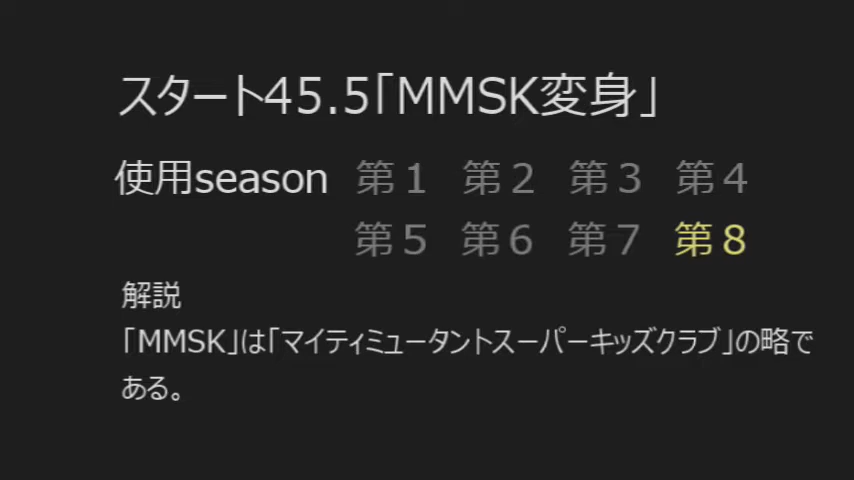 スタート45.5「MMSK変身」
使用season 第１ 第２ 第３ 第４
第５ 第６ 第７ 第８
解説
「MMSK」は「マイティミュータントスーパーキッズクラブ」の略で
ある。